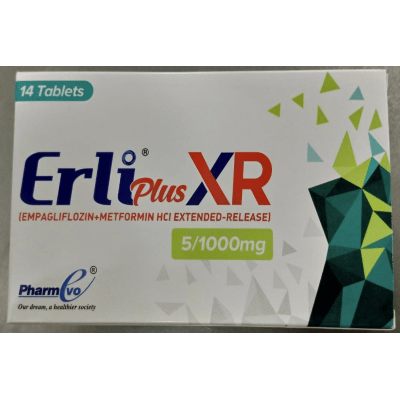 14 Tablets
Erli® Plus XR
(EMPAGLIFLOZIN+METFORMIN HCl EXTENDED-RELEASE)
5/1000mg
PharmEvo®
Our dream, a healthier society